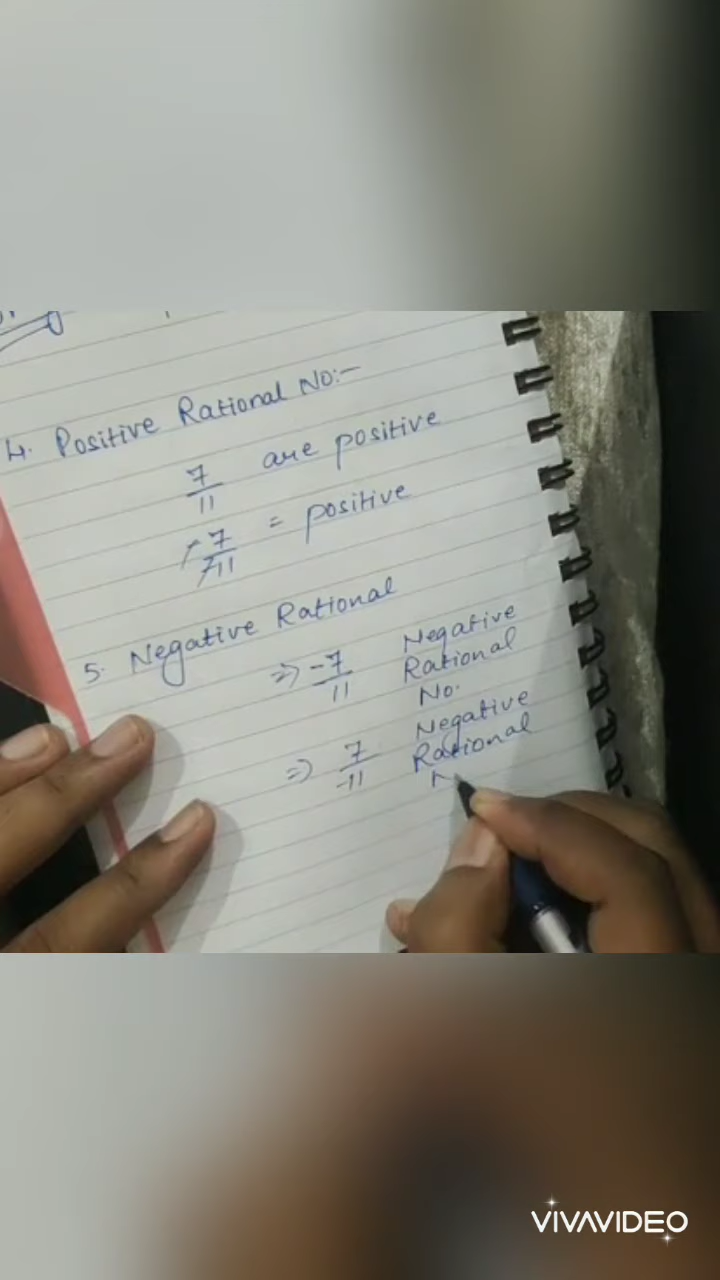 4. Positive Rational No:-
7/11 are positive
-7/-11 = positive
5. Negative Rational
=> -7/11 Negative
Rational
No.
=> 7/-11 Negative
Rational
N
VIVAVIDEO